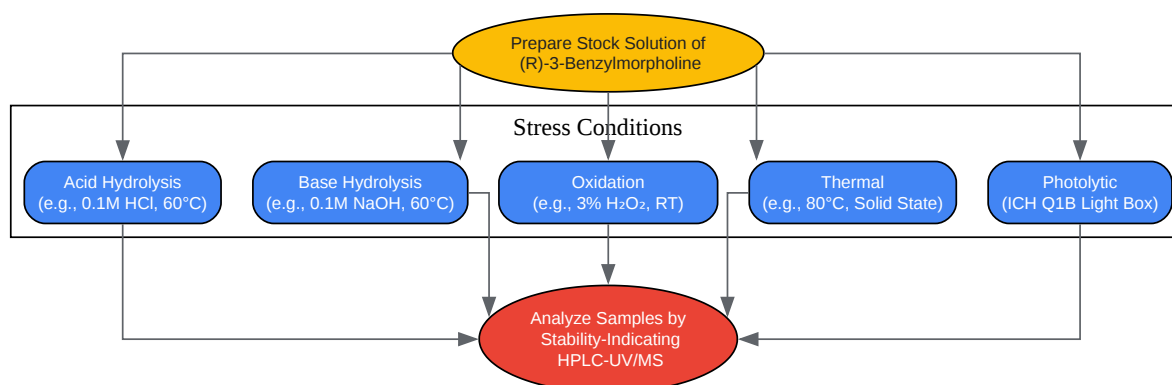 Prepare Stock Solution of
(R)-3-Benzylmorpholine
Stress Conditions
Acid Hydrolysis
(e.g., 0.1M HCl, 60°C)
Base Hydrolysis
(e.g., 0.1M NaOH, 60°C)
Oxidation
(e.g., 3% H₂O₂, RT)
Thermal
(e.g., 80°C, Solid State)
Photolytic
(ICH Q1B Light Box)
Analyze Samples by
Stability-Indicating
HPLC-UV/MS